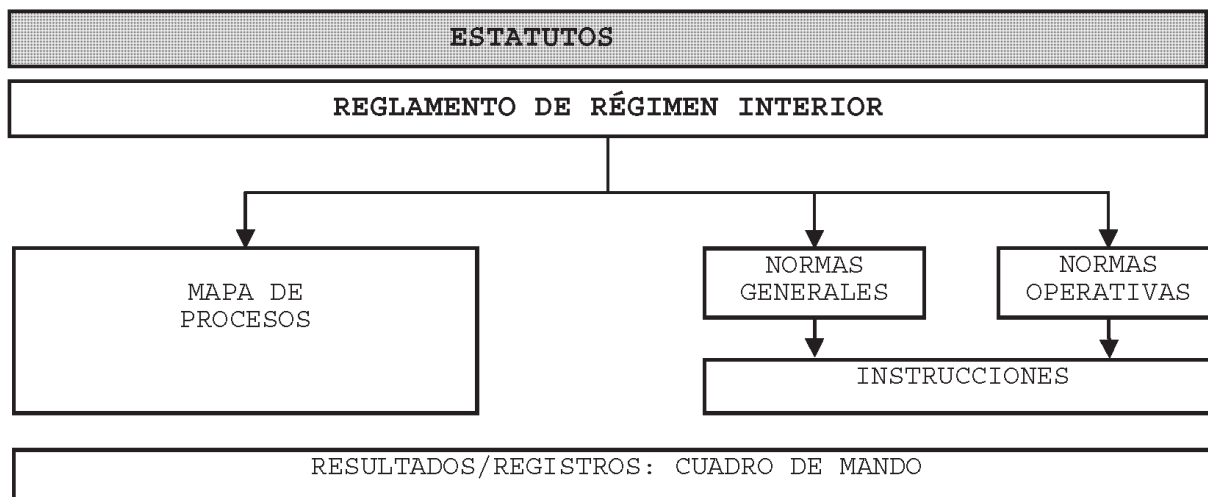 ESTATUTOS
REGLAMENTO DE RÉGIMEN INTERIOR
MAPA DE
PROCESOS
NORMAS
GENERALES
NORMAS
OPERATIVAS
INSTRUCCIONES
RESULTADOS/REGISTROS: CUADRO DE MANDO